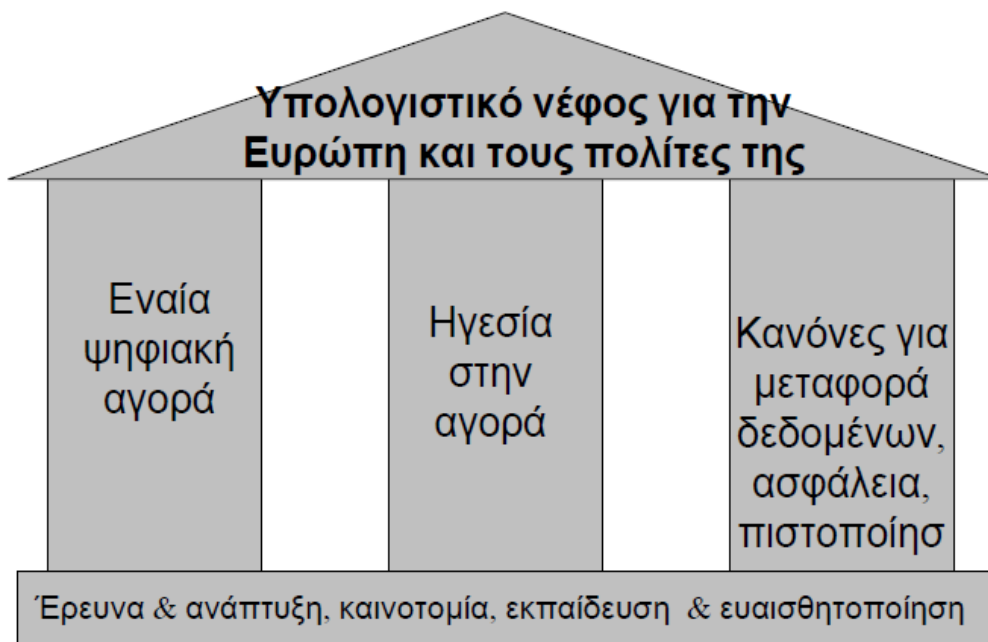 Υπολογιστικό νέφος για την
Ευρώπη και τους πολίτες της
Εναία
ψηφιακή
αγορά
Ηγεσία
στην
αγορά
Κανόνες για
μεταφορά
δεδομένων,
ασφάλεια,
πιστοποίησ
Έρευνα & ανάπτυξη, καινοτομία, εκπαίδευση & ευαισθητοποίηση